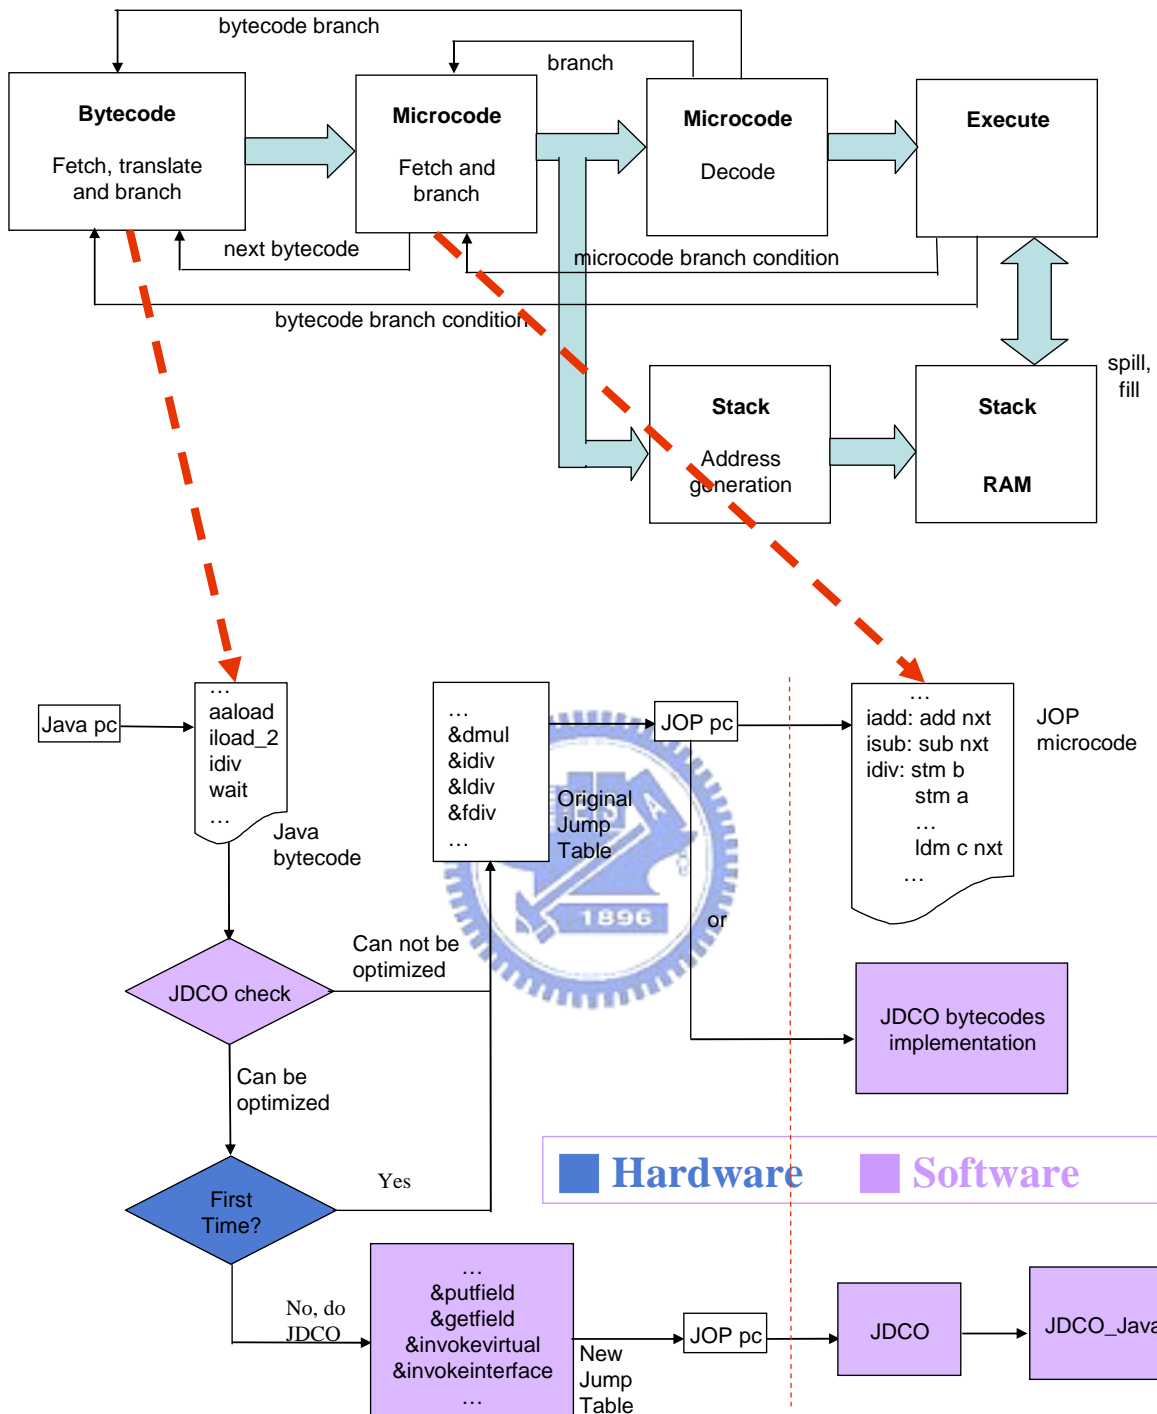 bytecode branch
branch
Bytecode
Fetch, translate
and branch
Microcode
Fetch and
branch
Microcode
Decode
Execute
next bytecode
microcode branch condition
bytecode branch condition
spill,
fill
Stack
Address
generation
Stack
RAM
Java pc
…
aaload
iload_2
idiv
wait
…
Java
bytecode
…
&dmul
&idiv
&ldiv
&fdiv
…
Original
Jump
Table
JOP pc
…
iadd: add nxt
isub: sub nxt
idiv: stm b
stm a
…
ldm c nxt
…
JOP
microcode
ES
A
1896
or
JDCO check
Can not be
optimized
JDCO bytecodes
implementation
Can be
optimized
Hardware
Software
First
Time?
Yes
No, do
JDCO
…
&putfield
&getfield
&invokevirtual
&invokeinterface
…
New
Jump
Table
JOP pc
JDCO
JDCO_Java